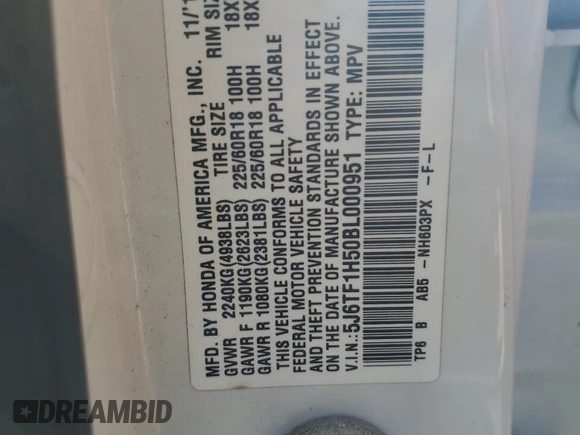 MFD. BY HONDA OF AMERICA MFG., INC. 11/1
GVWR 2240KG(4938LBS) TIRE SIZE RIM SIZ
GAWR F 1190KG(2623LBS) 225/60R18 100H 18X
GAWR R 1080KG(2381LBS) 225/60R18 100H 18X
THIS VEHICLE CONFORMS TO ALL APPLICABLE
FEDERAL MOTOR VEHICLE SAFETY
AND THEFT PREVENTION STANDARDS IN EFFECT
ON THE DATE OF MANUFACTURE SHOWN ABOVE.
V.I.N.:5J6TF1H50BL000951 TYPE: MPV
TP6 B AB5 -NH603PX -F-L
DREAMBID